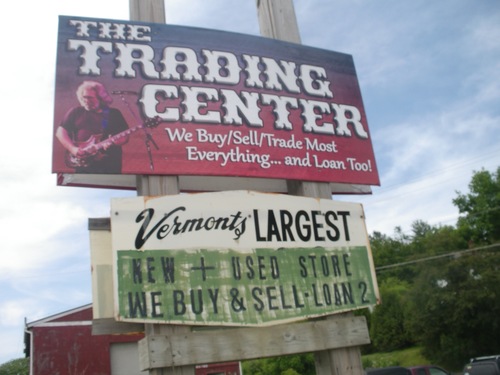 THE
TRADING
CENTER
We Buy/Sell/Trade Most
Everything... and Loan Too!
Vermont's LARGEST
NEW + USED STORE
WE BUY & SELL-LOAN 2